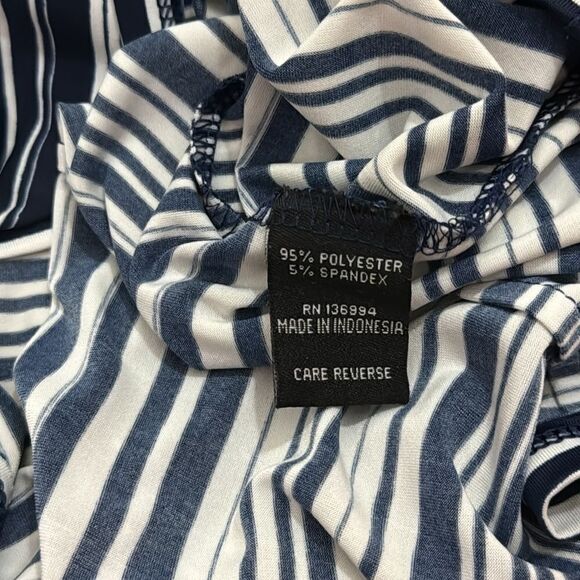 95% POLYESTER
5% SPANDEX
RN 136994
MADE IN INDONESIA
CARE REVERSE